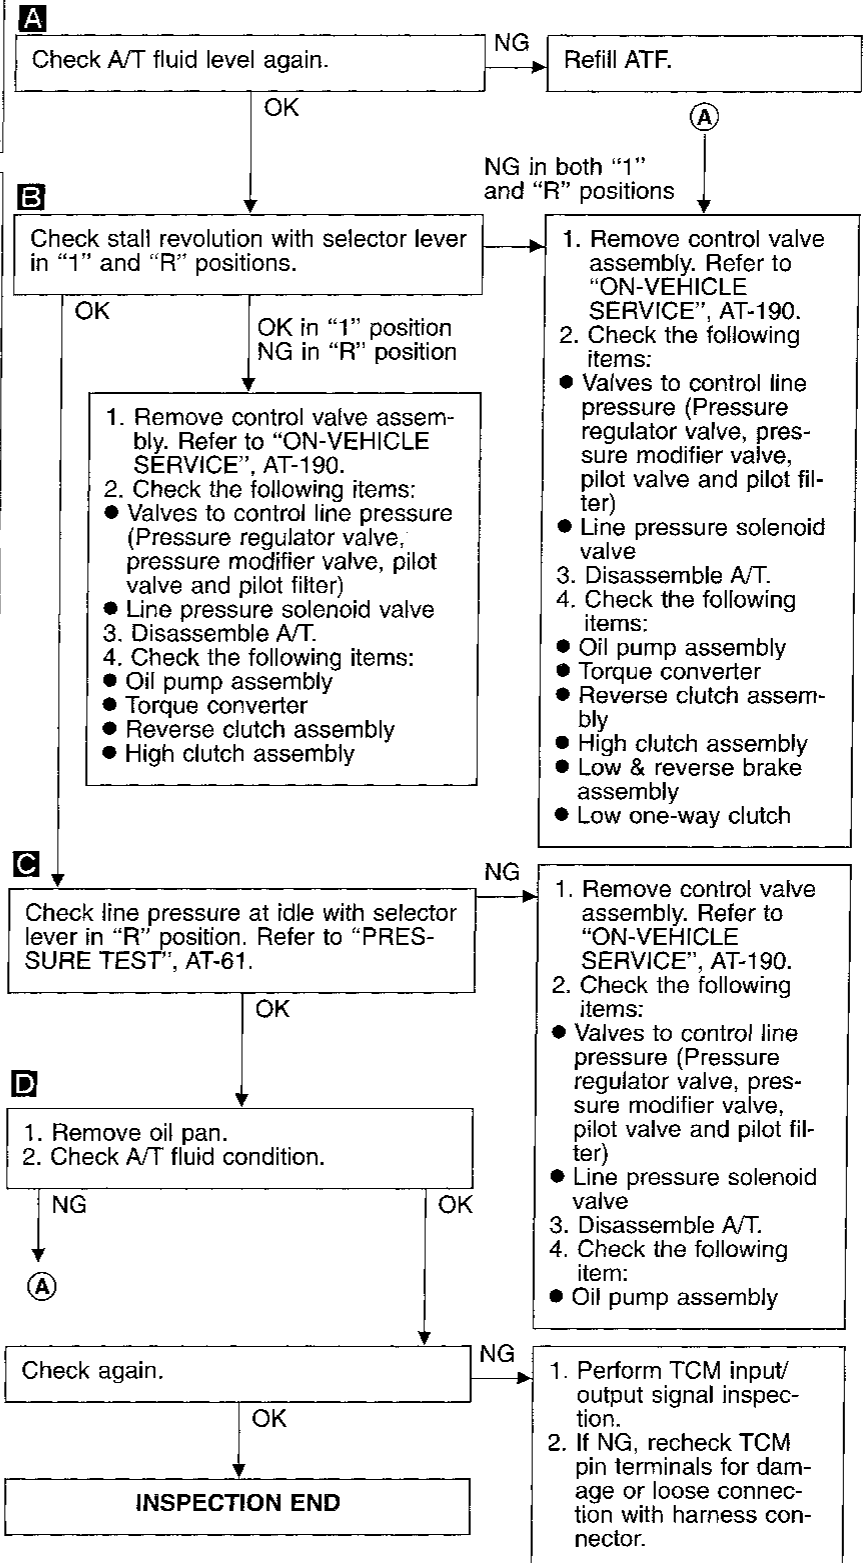 A
Check A/T fluid level again.
NG
Refill ATF.
OK
A
NG in both “1”
and “R” positions
B
Check stall revolution with selector lever
in “1” and “R” positions.
OK
OK in “1” position
NG in “R” position
1. Remove control valve assem-
bly. Refer to “ON-VEHICLE
SERVICE”, AT-190.
2. Check the following items:
● Valves to control line pressure
(Pressure regulator valve,
pressure modifier valve, pilot
valve and pilot filter)
● Line pressure solenoid valve
3. Disassemble A/T.
4. Check the following items:
● Oil pump assembly
● Torque converter
● Reverse clutch assembly
● High clutch assembly
1. Remove control valve
assembly. Refer to
“ON-VEHICLE
SERVICE”, AT-190.
2. Check the following
items:
● Valves to control line
pressure (Pressure
regulator valve, pres-
sure modifier valve,
pilot valve and pilot fil-
ter)
● Line pressure solenoid
valve
3. Disassemble A/T.
4. Check the following
items:
● Oil pump assembly
● Torque converter
● Reverse clutch assem-
bly
● High clutch assembly
● Low & reverse brake
assembly
● Low one-way clutch
C
Check line pressure at idle with selector
lever in “R” position. Refer to “PRES-
SURE TEST”, AT-61.
NG
1. Remove control valve
assembly. Refer to
“ON-VEHICLE
SERVICE”, AT-190.
2. Check the following
items:
● Valves to control line
pressure (Pressure
regulator valve, pres-
sure modifier valve,
pilot valve and pilot fil-
ter)
● Line pressure solenoid
valve
3. Disassemble A/T.
4. Check the following
item:
● Oil pump assembly
OK
D
1. Remove oil pan.
2. Check A/T fluid condition.
NG
OK
A
Check again.
NG
1. Perform TCM input/
output signal inspec-
tion.
2. If NG, recheck TCM
pin terminals for dam-
age or loose connec-
tion with harness con-
nector.
OK
INSPECTION END